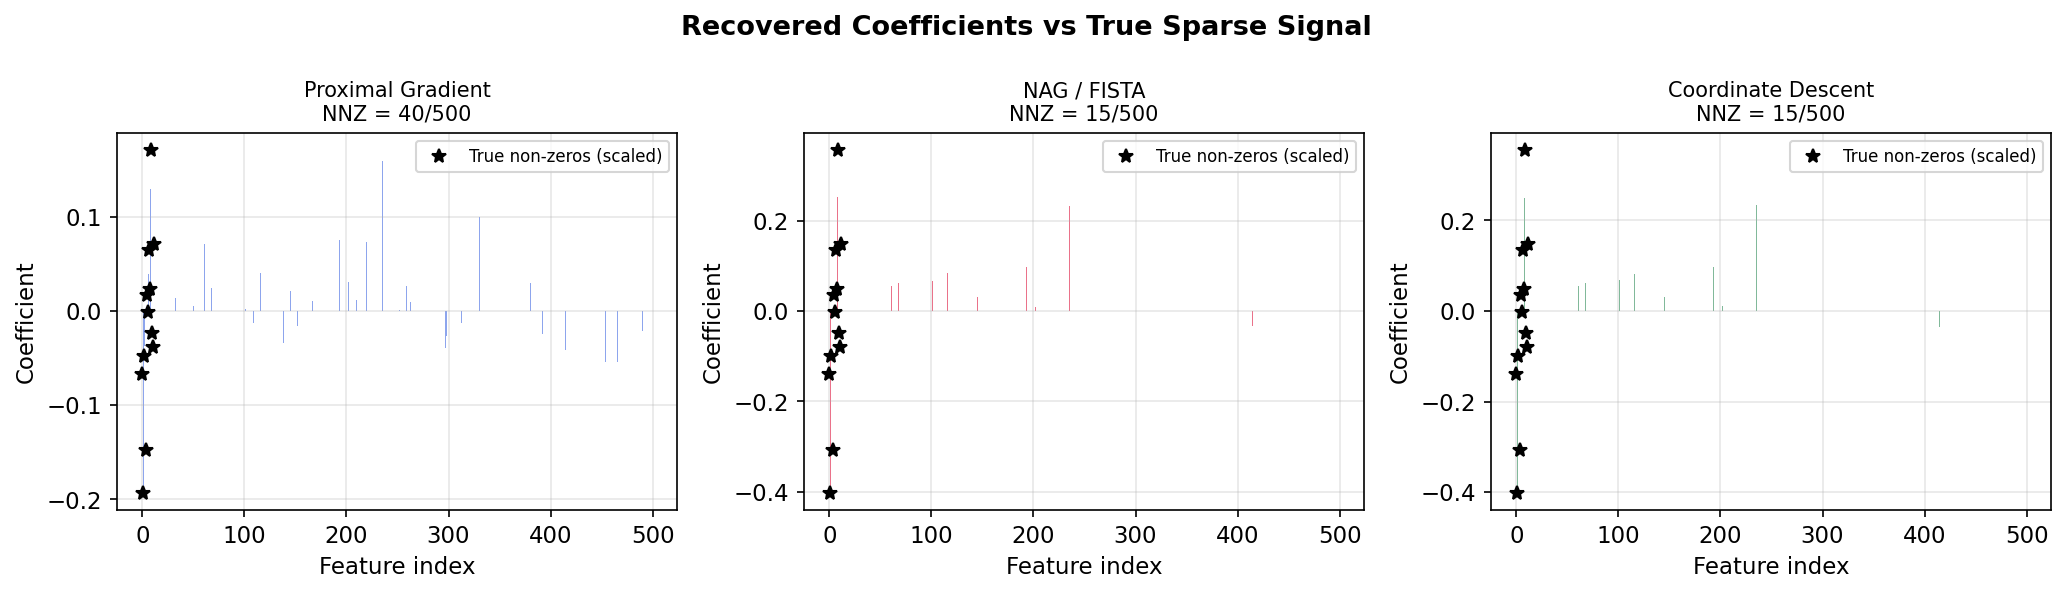 Recovered Coefficients vs True Sparse Signal
Proximal Gradient
NNZ = 40/500
True non-zeros (scaled)
Coefficient
0.1
0.0
−0.1
−0.2
0 100 200 300 400 500
Feature index
NAG / FISTA
NNZ = 15/500
True non-zeros (scaled)
Coefficient
0.2
0.0
−0.2
−0.4
0 100 200 300 400 500
Feature index
Coordinate Descent
NNZ = 15/500
True non-zeros (scaled)
Coefficient
0.2
0.0
−0.2
−0.4
0 100 200 300 400 500
Feature index